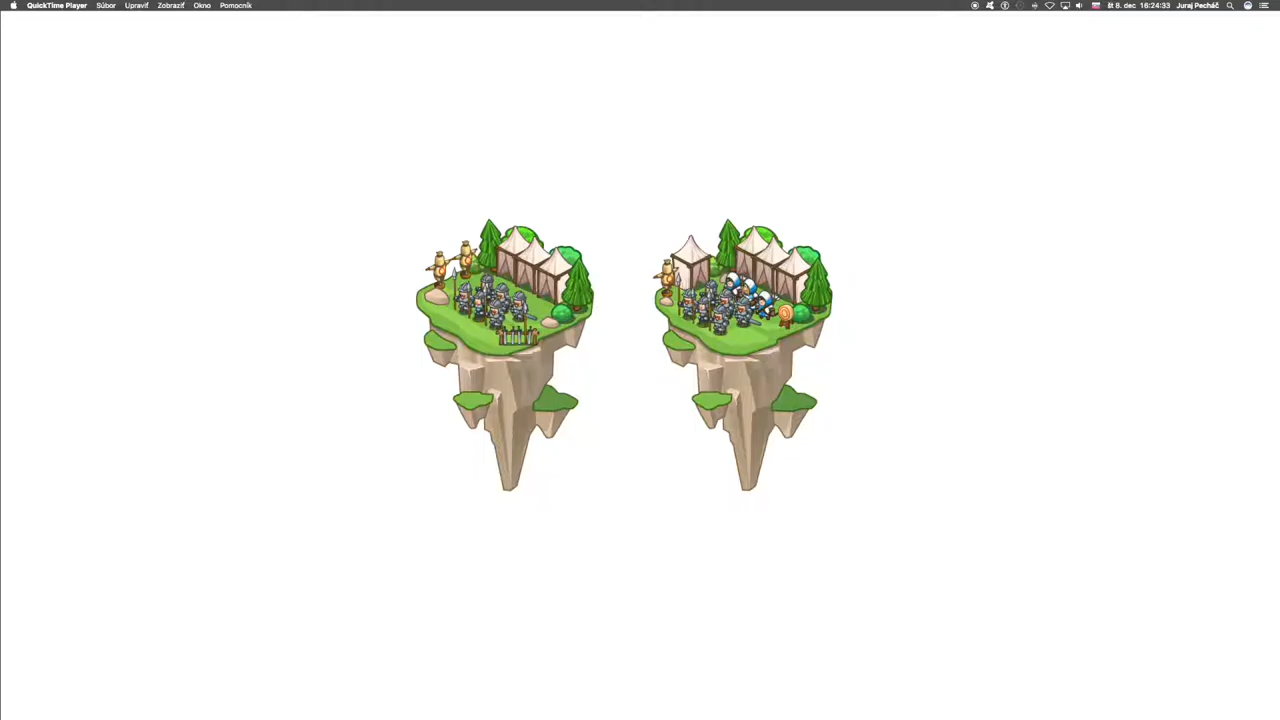 QuickTime Player Súbor Upraviť Zobraziť Okno Pomocník št 8. dec 16:24:33 Juraj Pecháč